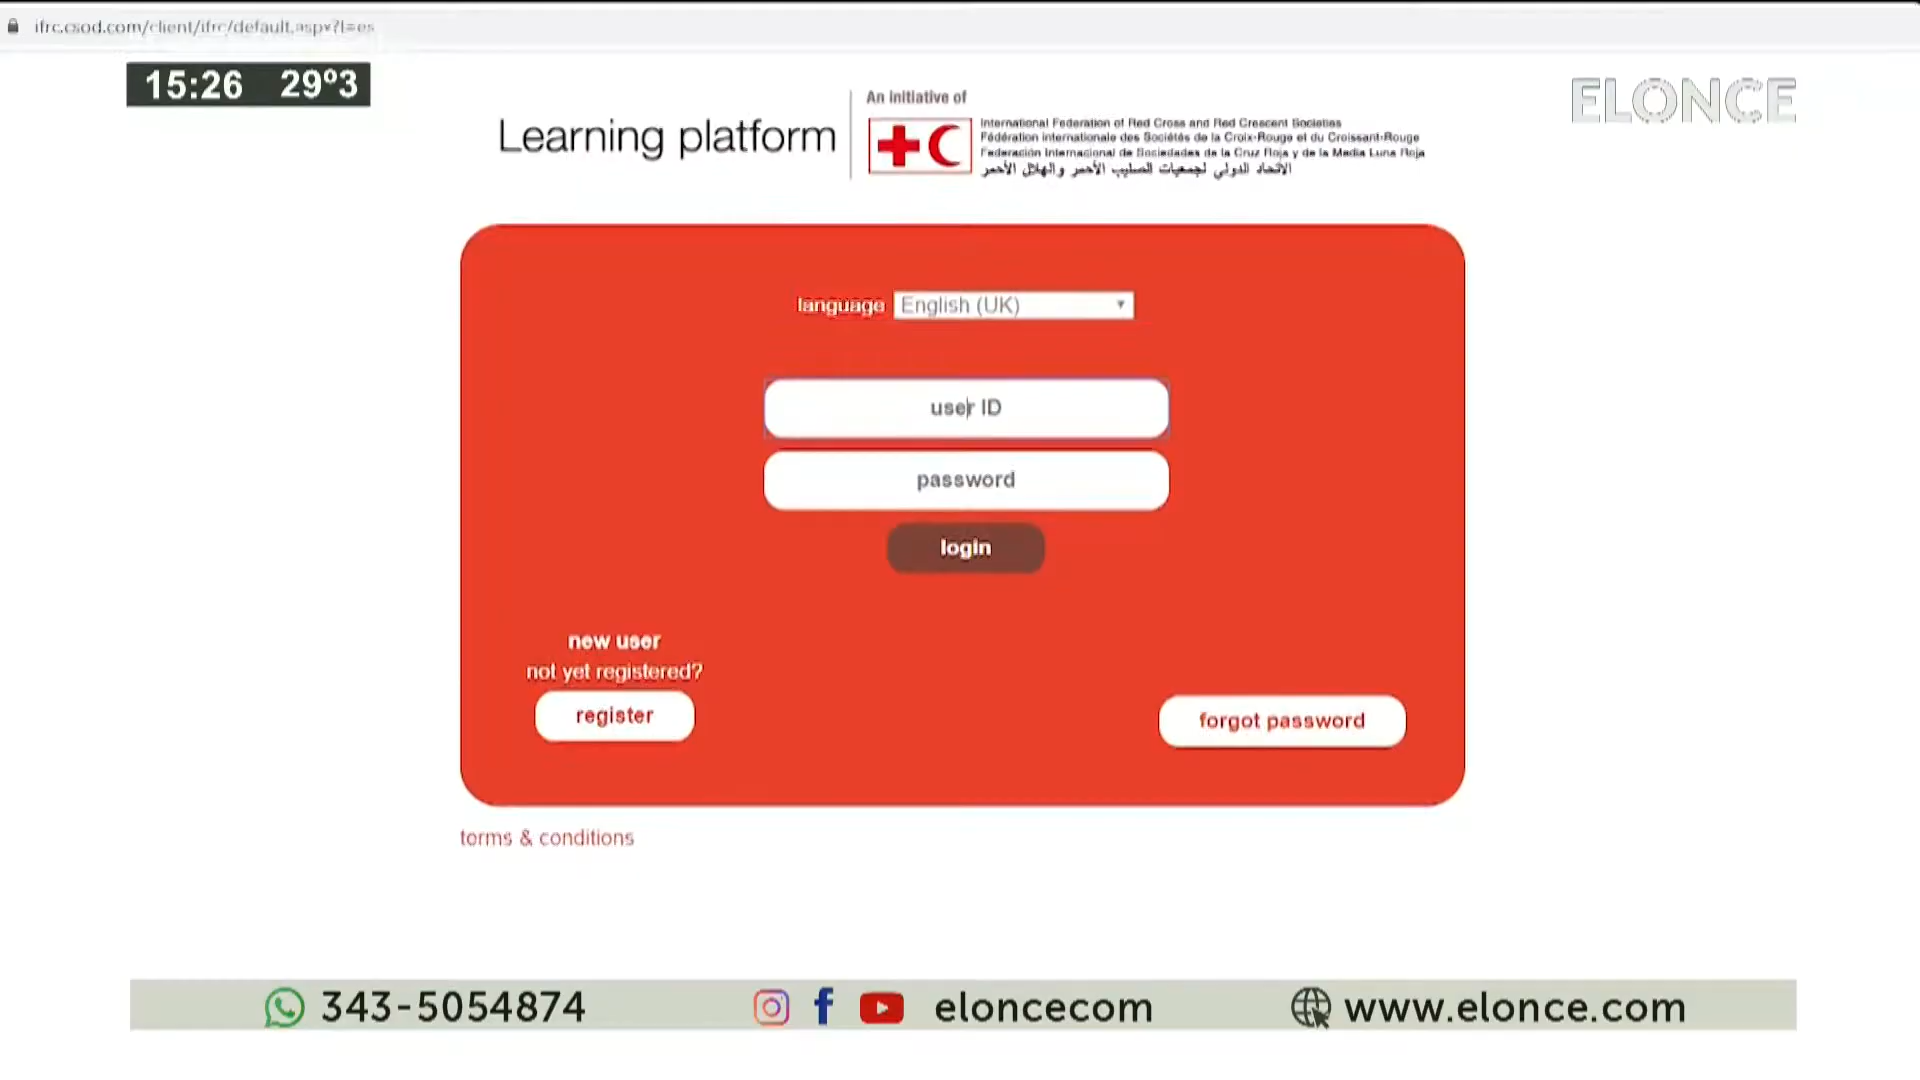 ifrc.csod.com/client/ifrc/default.aspx?l=es
15:26 29º3
ELONCE
Learning platform
An initiative of
International Federation of Red Cross and Red Crescent Societies
Fédération internationale des Sociétés de la Croix-Rouge et du Croissant-Rouge
Federación Internacional de Sociedades de la Cruz Roja y de la Media Luna Roja
الاتحاد الدولي لجمعيات الصليب الأحمر والهلال الأحمر
language English (UK)
user ID
password
login
new user
not yet registered?
register
forgot password
terms & conditions
343-5054874 eloncecom www.elonce.com